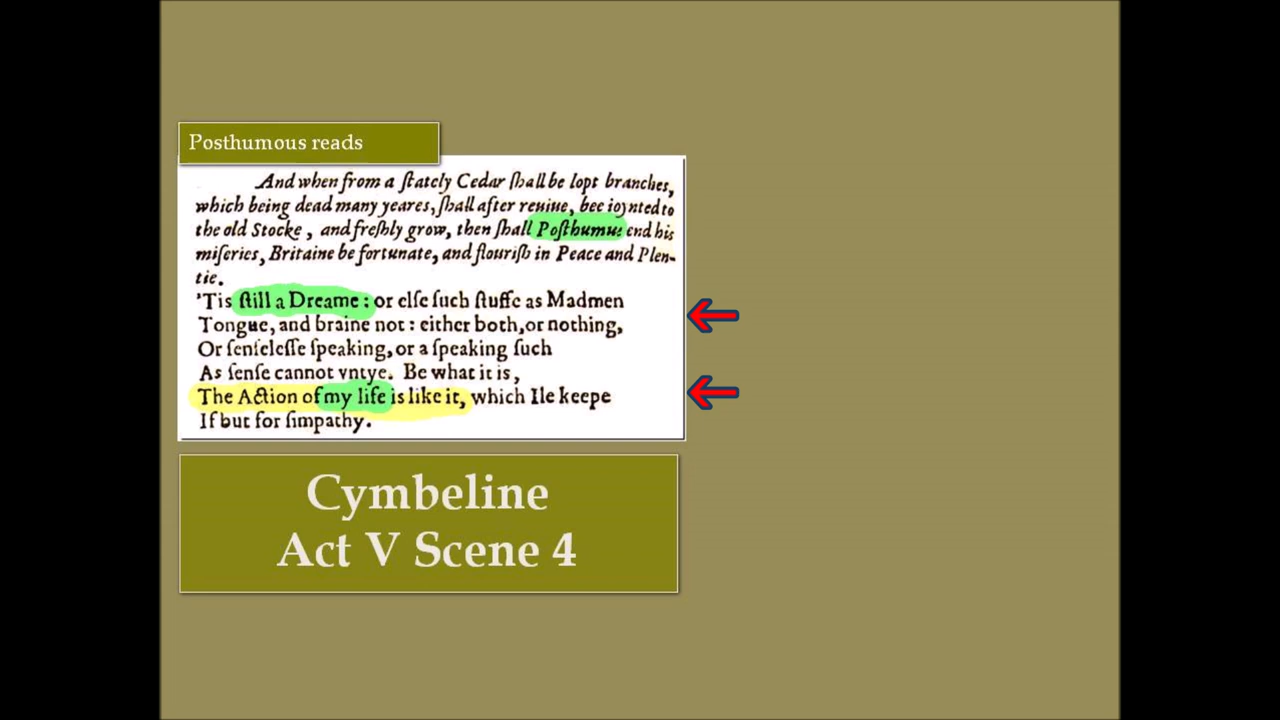 Posthumous reads
And when from a ſtately Cedar ſhall be lopt branches,
which being dead many yeares, ſhall after reuiue, bee ioynted to
the old Stocke, and freſhly grow, then ſhall Poſthumus end his
miſeries, Britaine be fortunate, and flouriſh in Peace and Plen-
tie.
'Tis ſtill a Dreame : or elſe ſuch ſtuffe as Madmen
Tongue, and braine not : either both, or nothing,
Or ſenſeleſſe ſpeaking, or a ſpeaking ſuch
As ſenſe cannot vntye. Be what it is,
The Action of my life is like it, which Ile keepe
If but for ſimpathy.
Cymbeline
Act V Scene 4